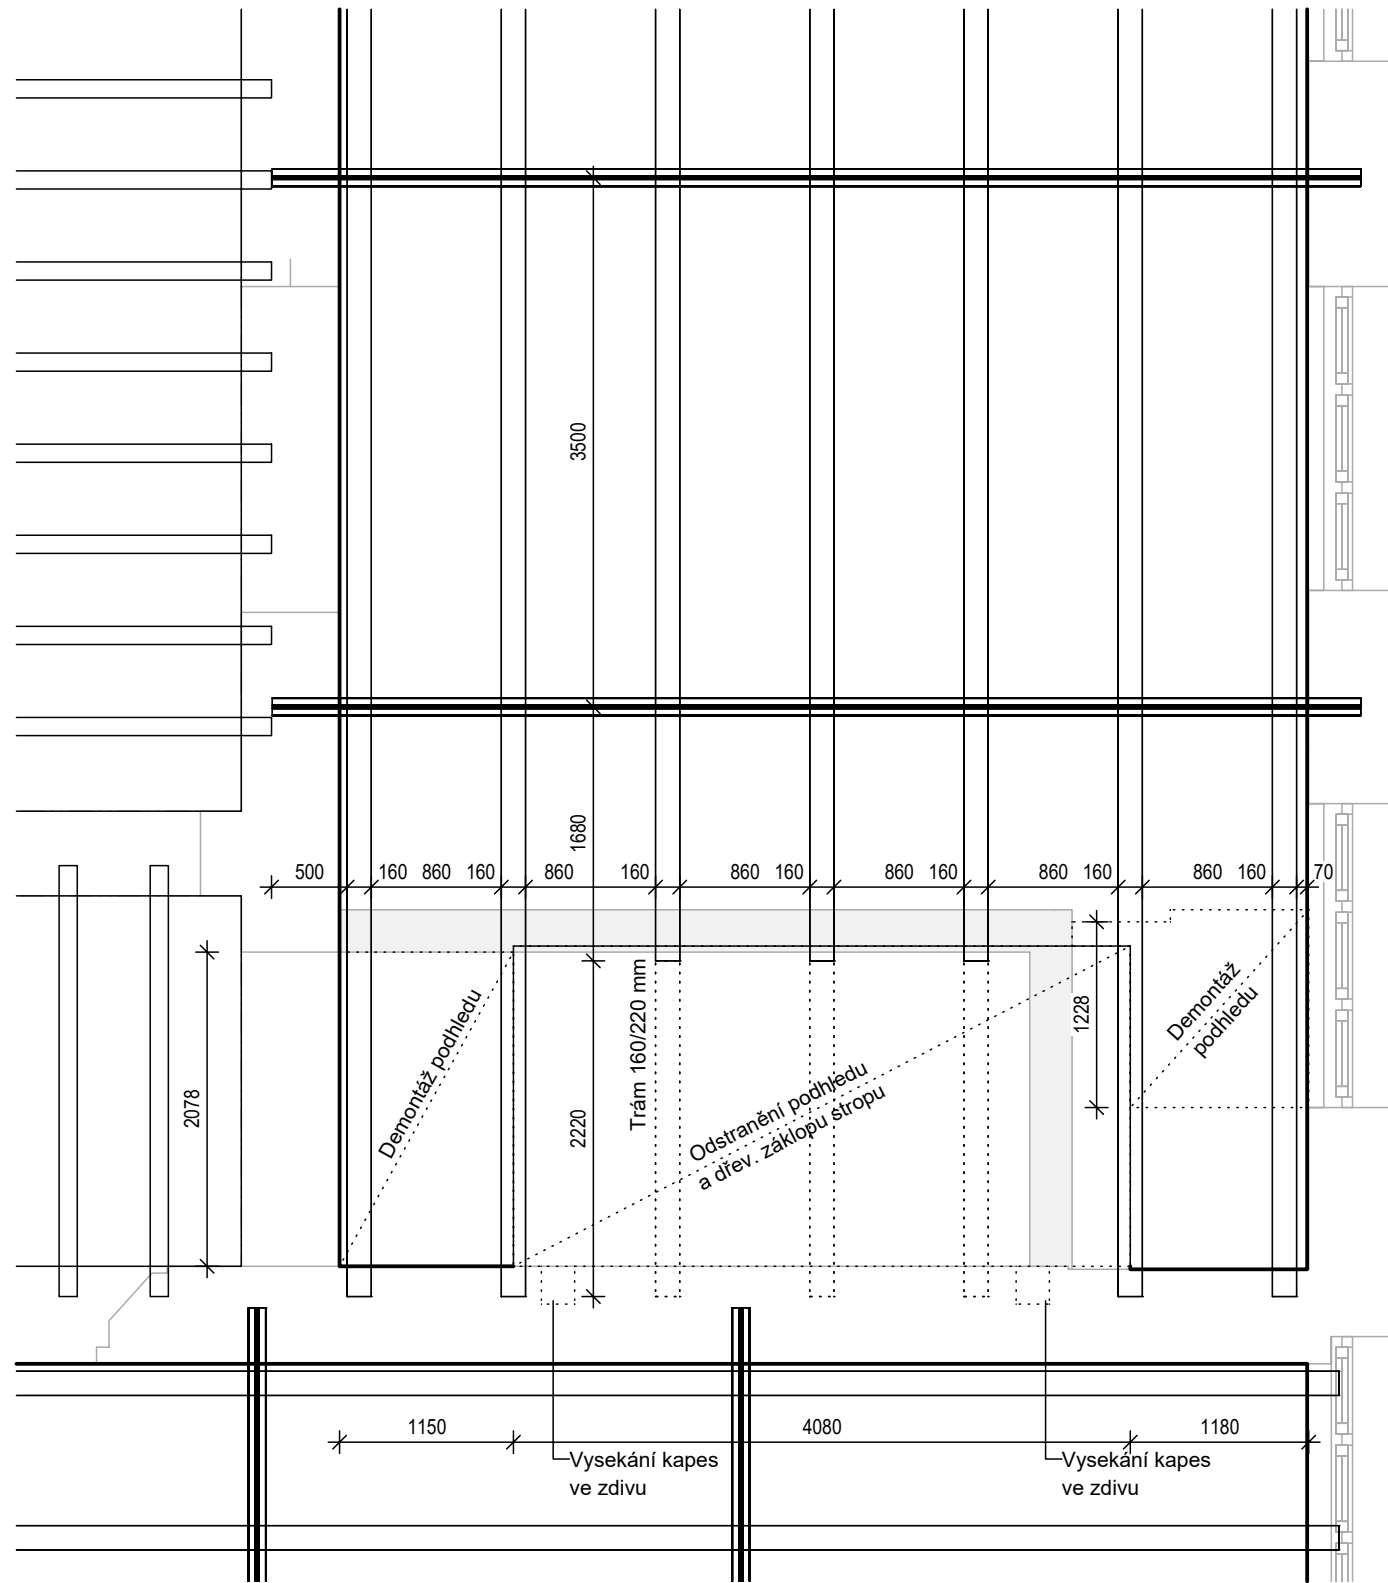 3500
1680
500
160
860
160
860
160
860
160
860
160
860
160
860
160
70
2078
Demontáž podhledu
2220
Trám 160/220 mm
Odstranění podhledu
a dřev. záklopu stropu
1228
Demontáž
podhledu
1150
4080
1180
Vysekání kapes
ve zdivu
Vysekání kapes
ve zdivu